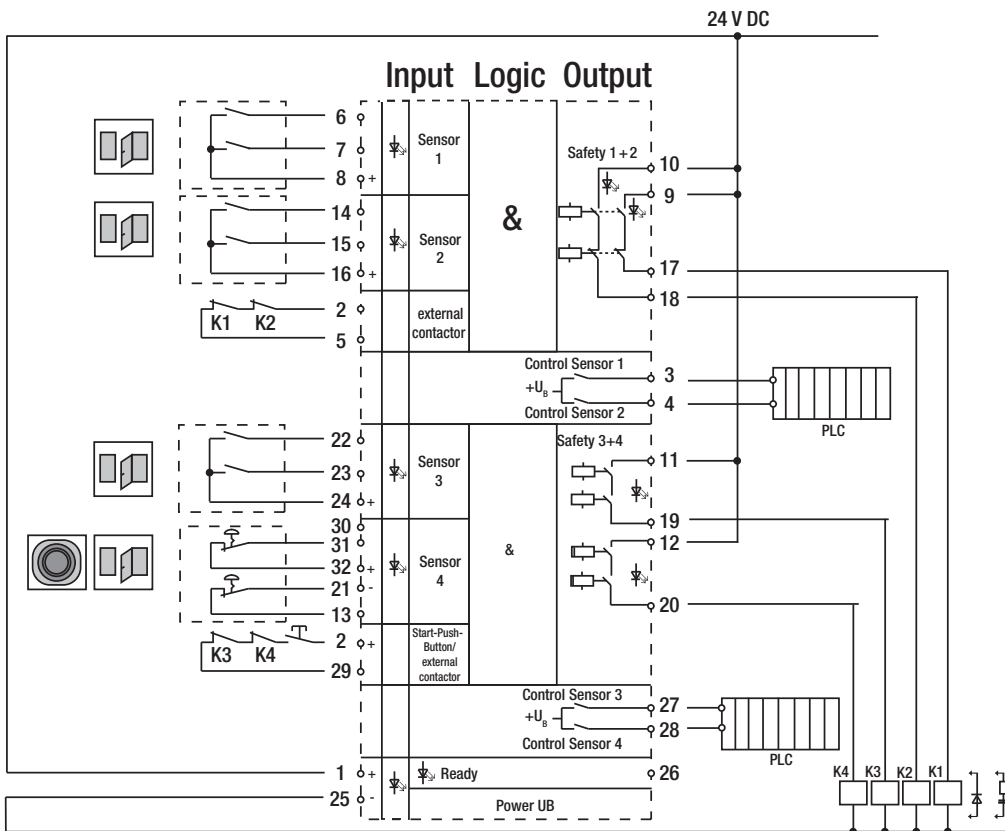 24 V DC
Input Logic Output
6
7
8 +
Sensor
1
14
15
16 +
Sensor
2
K1 K2
2
5
external
contactor
&
Safety 1+2
10
9
17
18
Control Sensor 1
+UB
Control Sensor 2
3
4
PLC
22
23
24 +
Sensor
3
30
31
32 +
21 -
13
Sensor
4
K3 K4
2 +
29
Start-Push-
Button/
external
contactor
&
Safety 3+4
11
19
12
20
Control Sensor 3
+UB
Control Sensor 4
27
28
PLC
1 +
25 -
Ready
26
Power UB
K4 K3 K2 K1